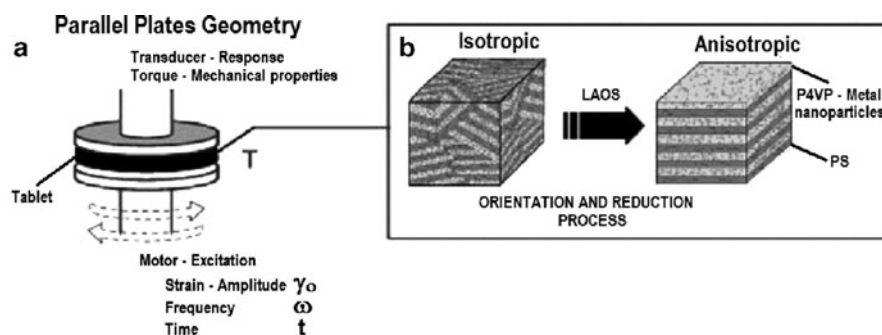 Parallel Plates Geometry
a
Transducer - Response
Torque - Mechanical properties
T
Tablet
Motor - Excitation
Strain - Amplitude γo
Frequency ω
Time t
b
Isotropic
Anisotropic
LAOS
P4VP - Metal
nanoparticles
PS
ORIENTATION AND REDUCTION
PROCESS